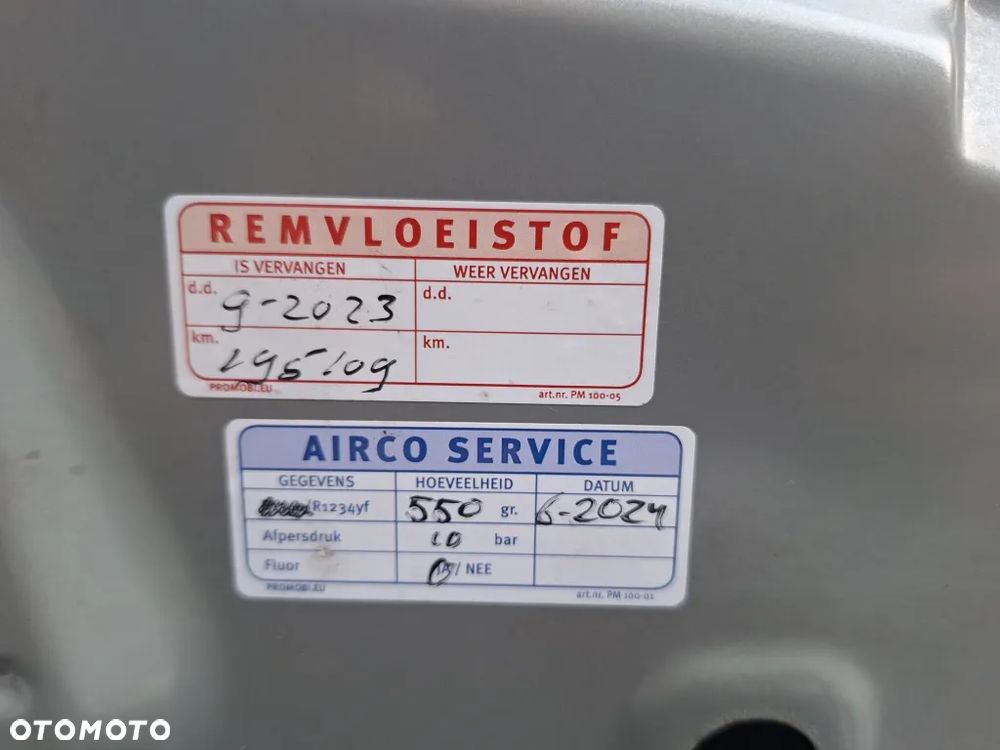 REMVLOEISTOF
IS VERVANGEN WEER VERVANGEN
d.d. 9-2023 d.d.
km. 195109 km.
PROMOBI.EU art.nr. PM 100-05
AIRCO SERVICE
GEGEVENS HOEVEELHEID DATUM
/R1234yf 550 gr. 6-2024
Afpersdruk 10 bar
Fluor JA/ NEE
PROMOBI.EU art.nr. PM 100-01
OTOMOTO